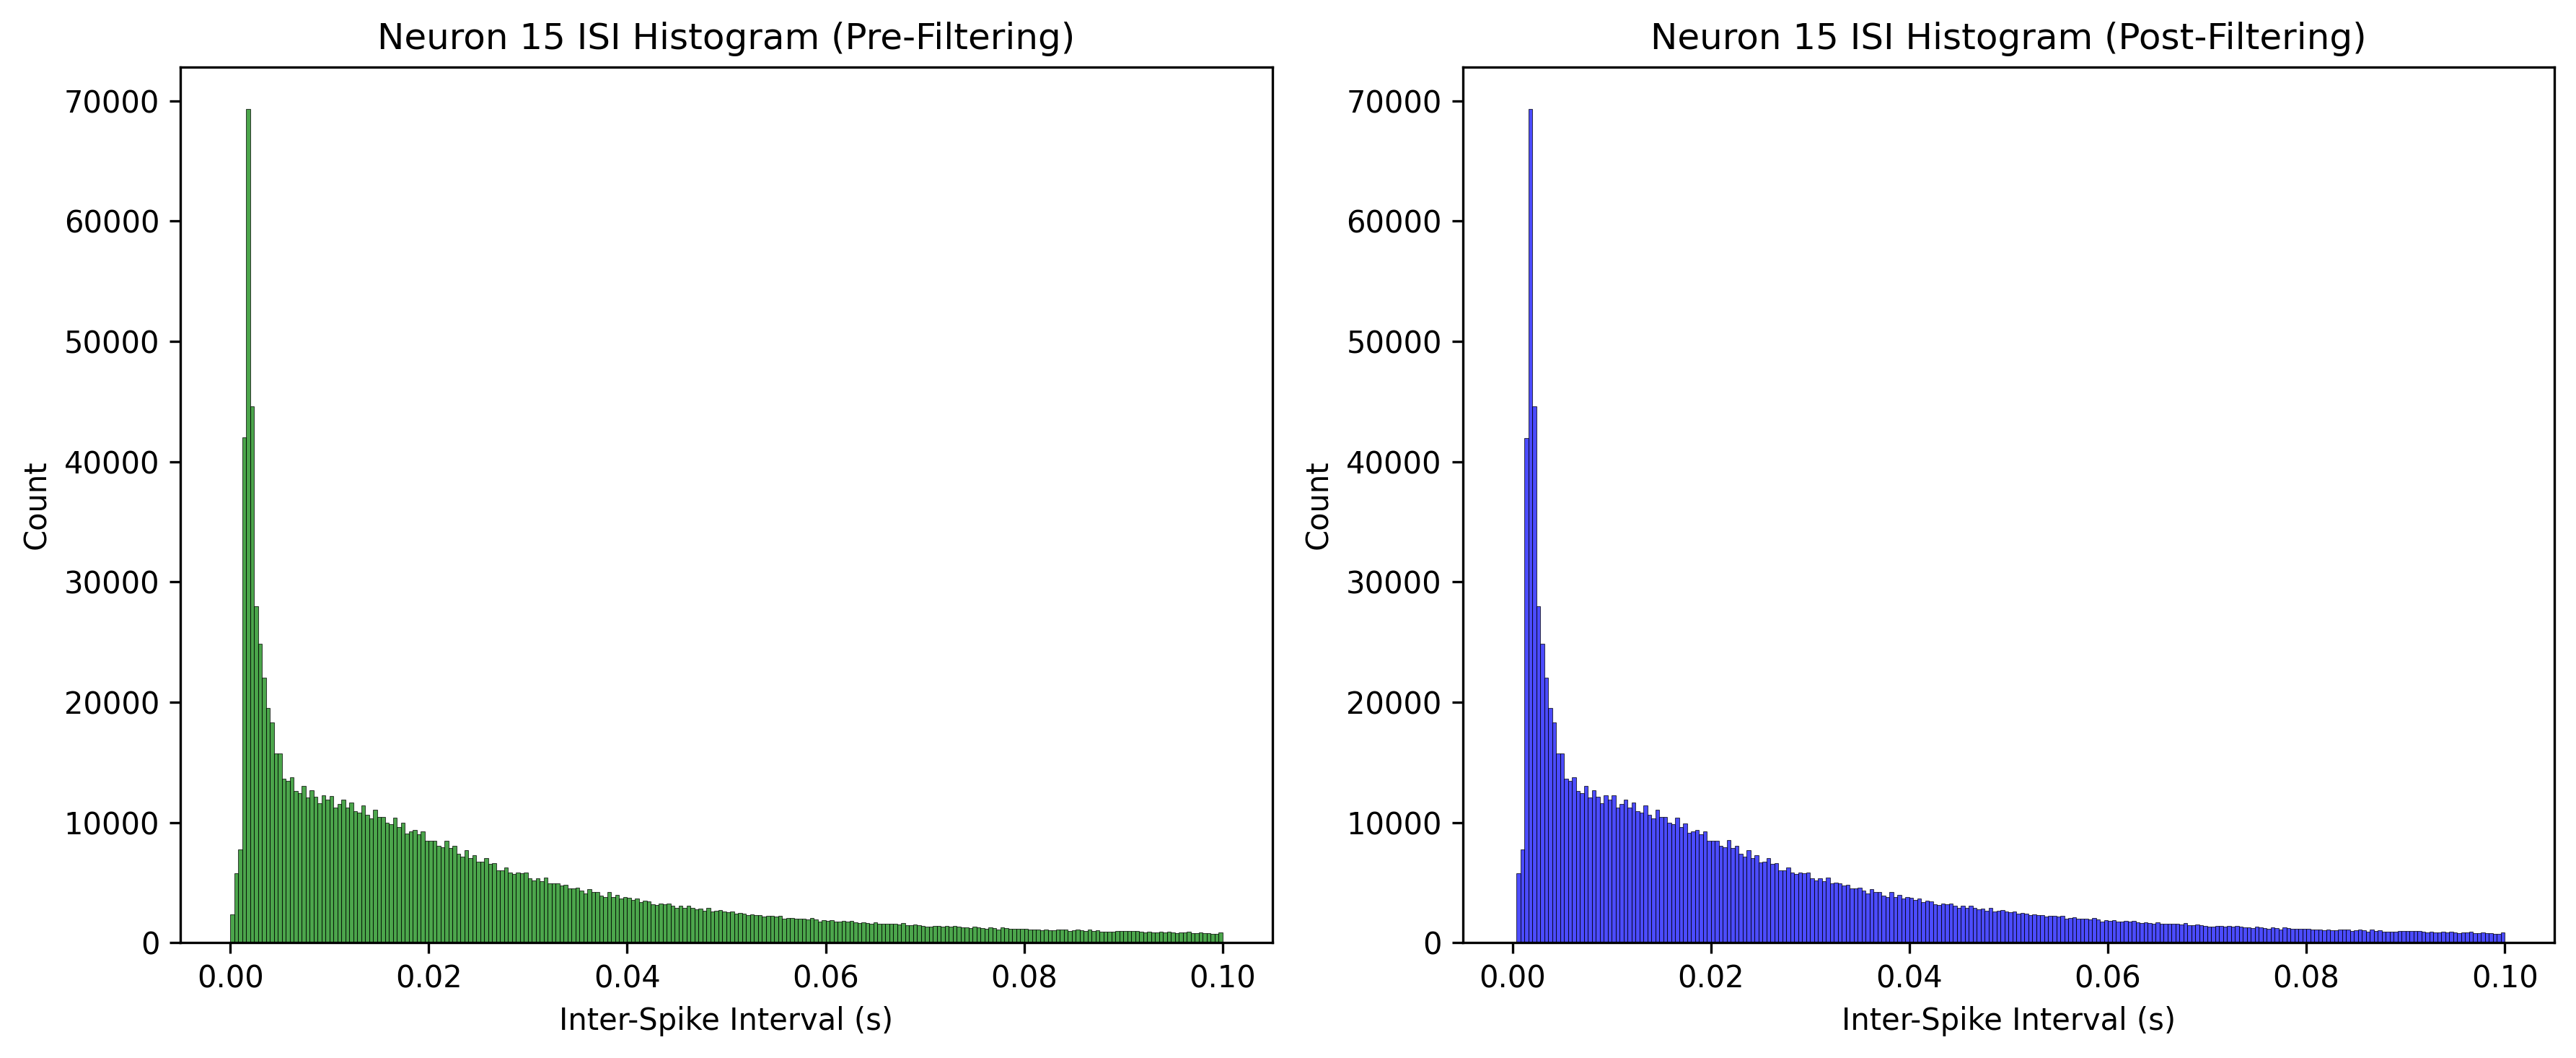 Neuron 15 ISI Histogram (Pre-Filtering)
70000
60000
50000
40000
30000
20000
10000
0
Count
0.00 0.02 0.04 0.06 0.08 0.10
Inter-Spike Interval (s)
Neuron 15 ISI Histogram (Post-Filtering)
70000
60000
50000
40000
30000
20000
10000
0
Count
0.00 0.02 0.04 0.06 0.08 0.10
Inter-Spike Interval (s)